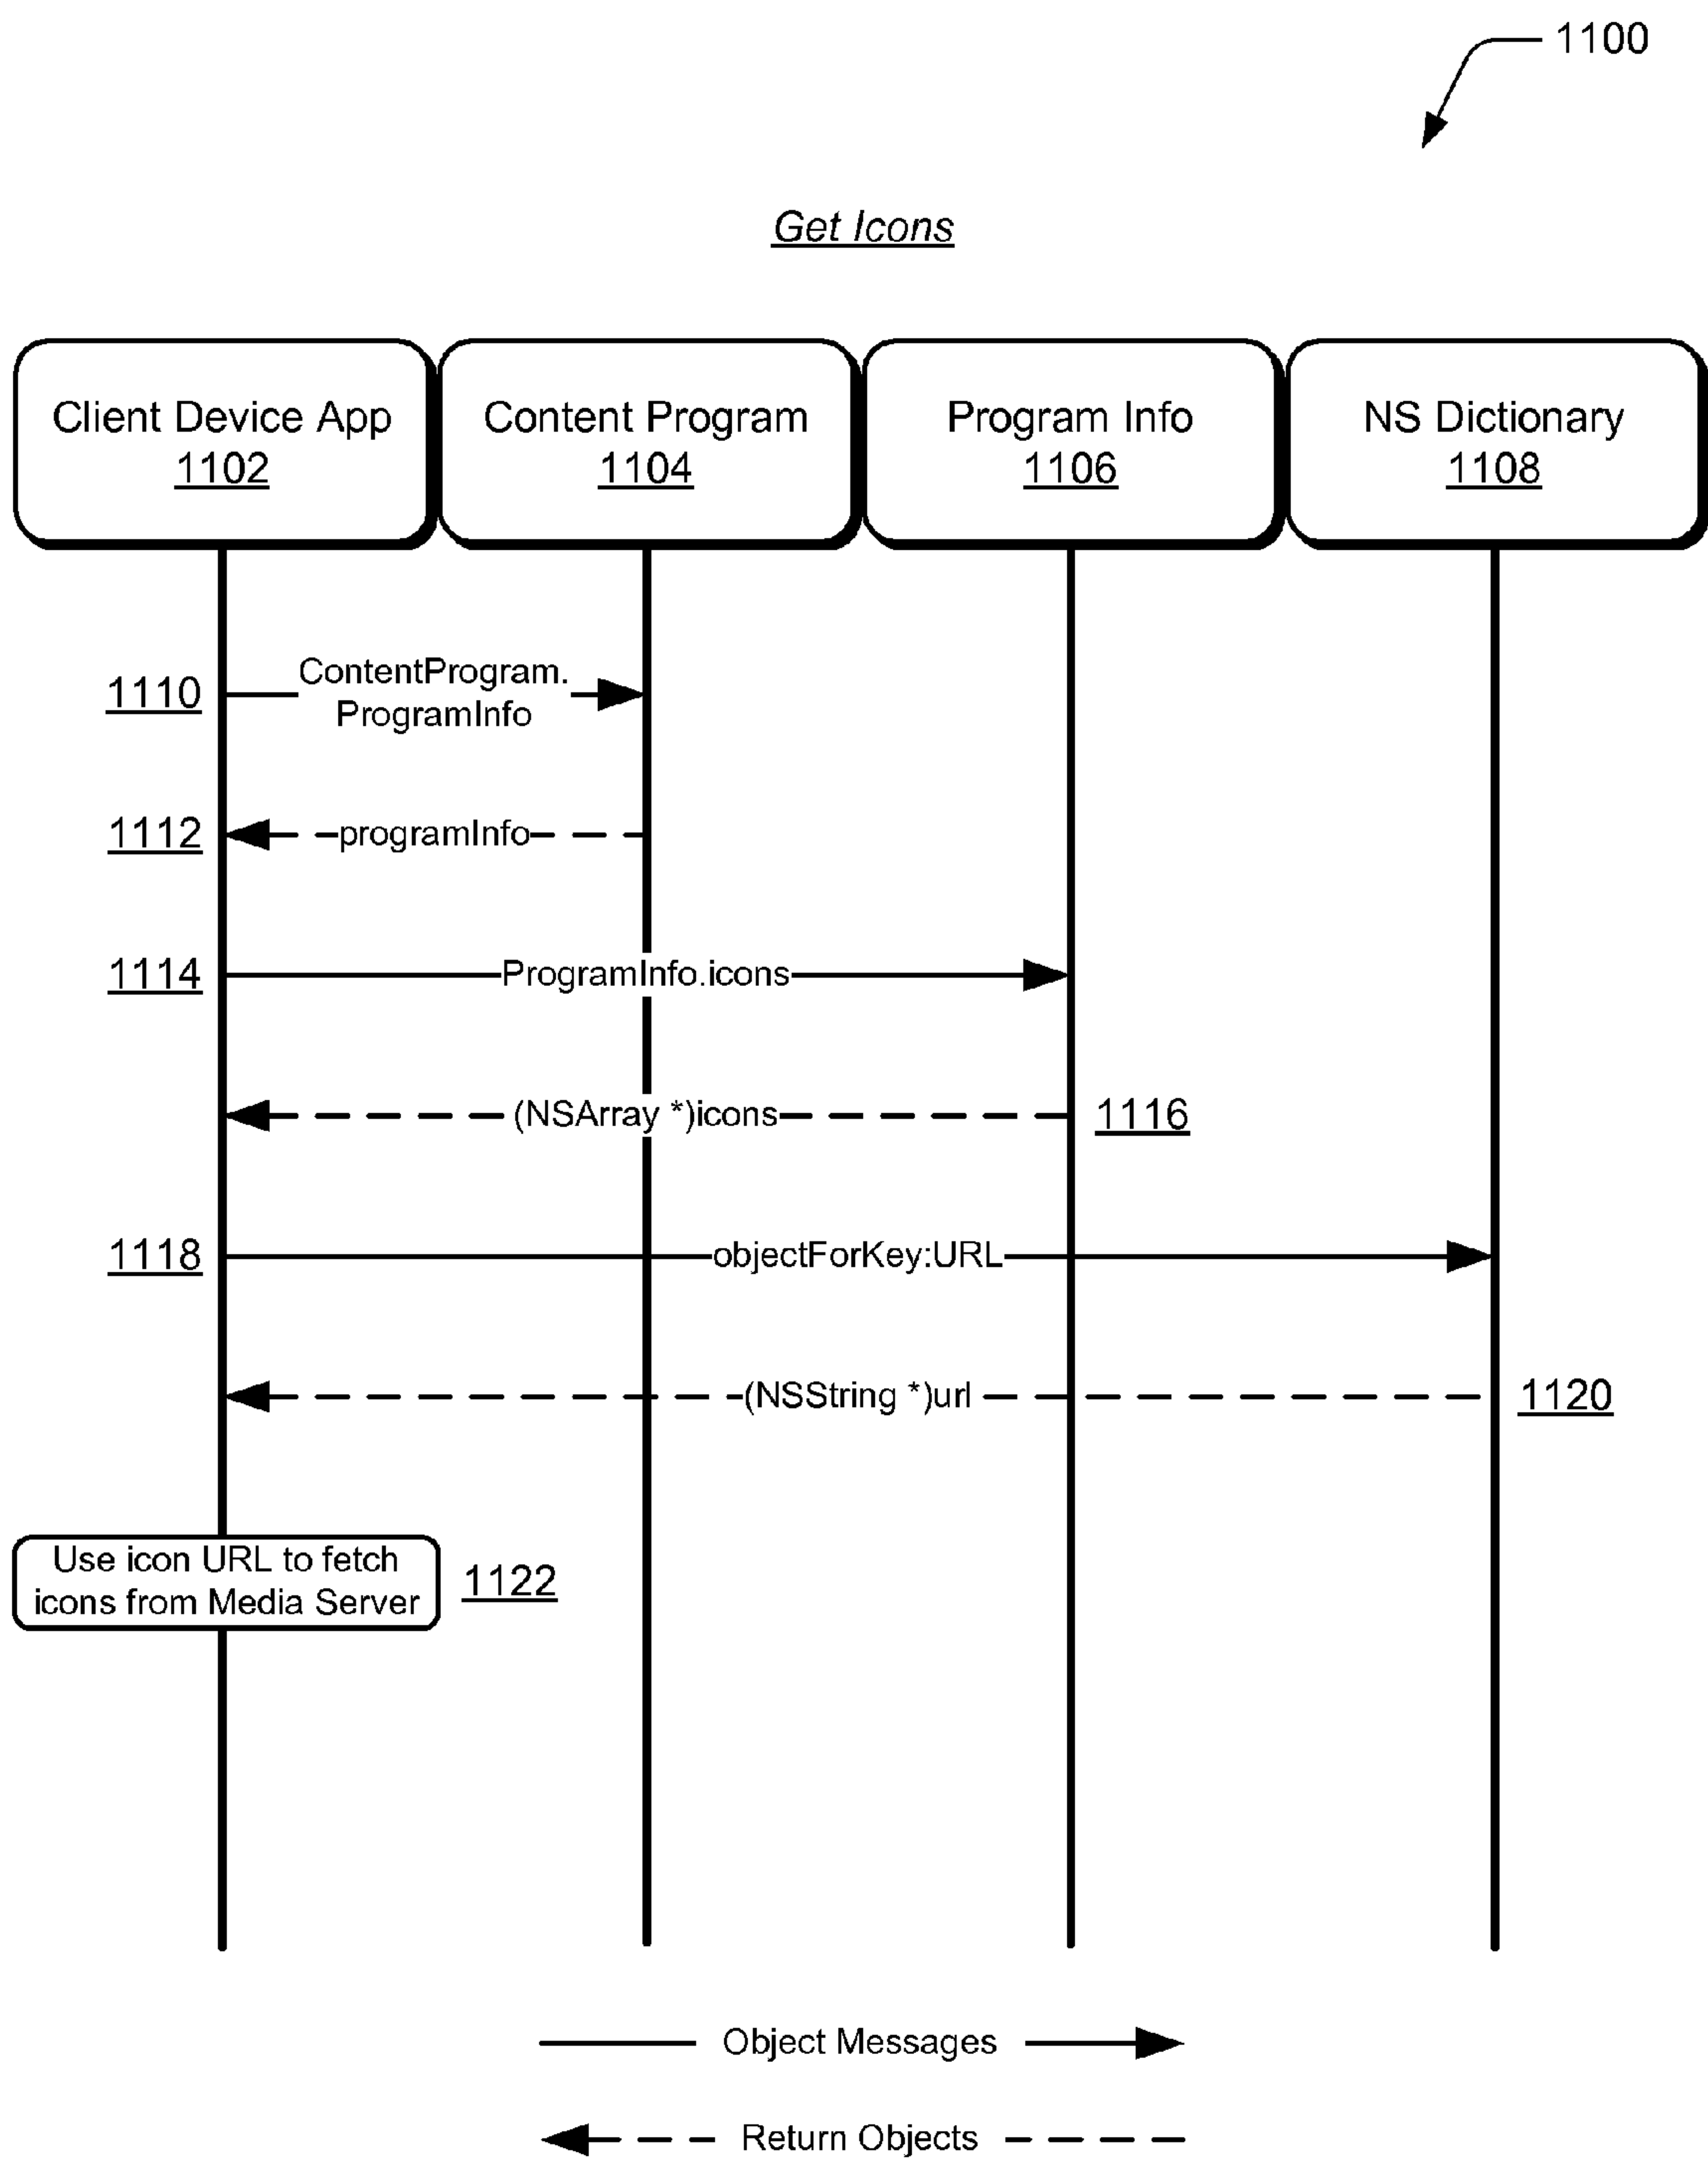 1100
Get Icons
Client Device App
1102
Content Program
1104
Program Info
1106
NS Dictionary
1108
1110
ContentProgram.
ProgramInfo
1112
programInfo
1114
ProgramInfo.icons
(NSArray *)icons
1116
1118
objectForKey:URL
(NSString *)url
1120
Use icon URL to fetch
icons from Media Server
1122
Object Messages
Return Objects